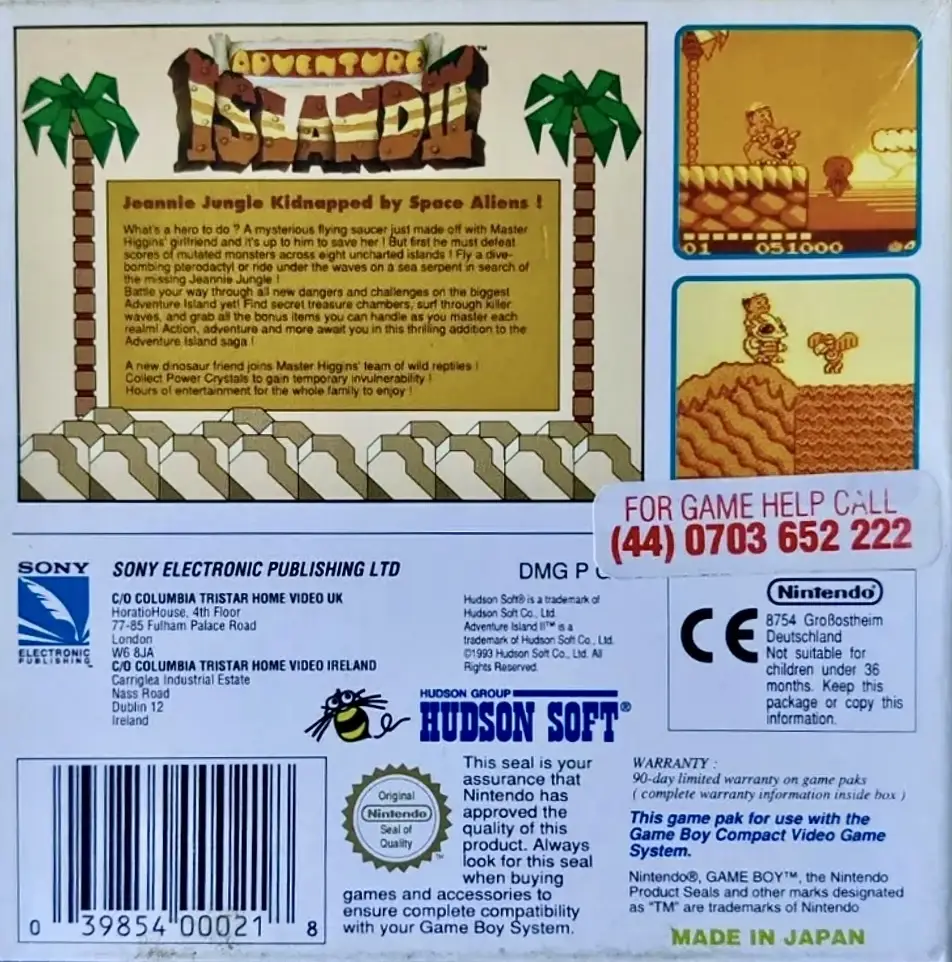 ADVENTURE
ISLAND II™
Jeannie Jungle Kidnapped by Space Aliens !
What's a hero to do ? A mysterious flying saucer just made off with Master
Higgins' girlfriend and it's up to him to save her ! But first he must defeat
scores of mutated monsters across eight uncharted islands ! Fly a dive-
bombing pterodactyl or ride under the waves on a sea serpent in search of
the missing Jeannie Jungle !
Battle your way through all new dangers and challenges on the biggest
Adventure Island yet! Find secret treasure chambers, surf through killer
waves, and grab all the bonus items you can handle as you master each
realm! Action, adventure and more await you in this thrilling addition to the
Adventure Island saga !
A new dinosaur friend joins Master Higgins' team of wild reptiles !
Collect Power Crystals to gain temporary invulnerability !
Hours of entertainment for the whole family to enjoy !
01 051000
FOR GAME HELP CALL
(44) 0703 652 222
SONY
ELECTRONIC
PUBLISHING™
SONY ELECTRONIC PUBLISHING LTD
C/O COLUMBIA TRISTAR HOME VIDEO UK
HoratioHouse, 4th Floor
77-85 Fulham Palace Road
London
W6 8JA
C/O COLUMBIA TRISTAR HOME VIDEO IRELAND
Carriglea Industrial Estate
Nass Road
Dublin 12
Ireland
DMG P
Hudson Soft® is a trademark of
Hudson Soft Co., Ltd.
Adventure Island II™ is a
trademark of Hudson Soft Co., Ltd.
©1993 Hudson Soft Co., Ltd. All
Rights Reserved.
HUDSON GROUP
HUDSON SOFT®
CE
Nintendo®
8754 Großostheim
Deutschland
Not suitable for
children under 36
months. Keep this
package or copy this
information.
0 39854 00021 8
Original
Nintendo
Seal of
Quality
™
This seal is your
assurance that
Nintendo has
approved the
quality of this
product. Always
look for this seal
when buying
games and accessories to
ensure complete compatibility
with your Game Boy System.
WARRANTY :
90-day limited warranty on game paks
( complete warranty information inside box )
This game pak for use with the
Game Boy Compact Video Game
System.
Nintendo®, GAME BOY™, the Nintendo
Product Seals and other marks designated
as "TM" are trademarks of Nintendo
MADE IN JAPAN